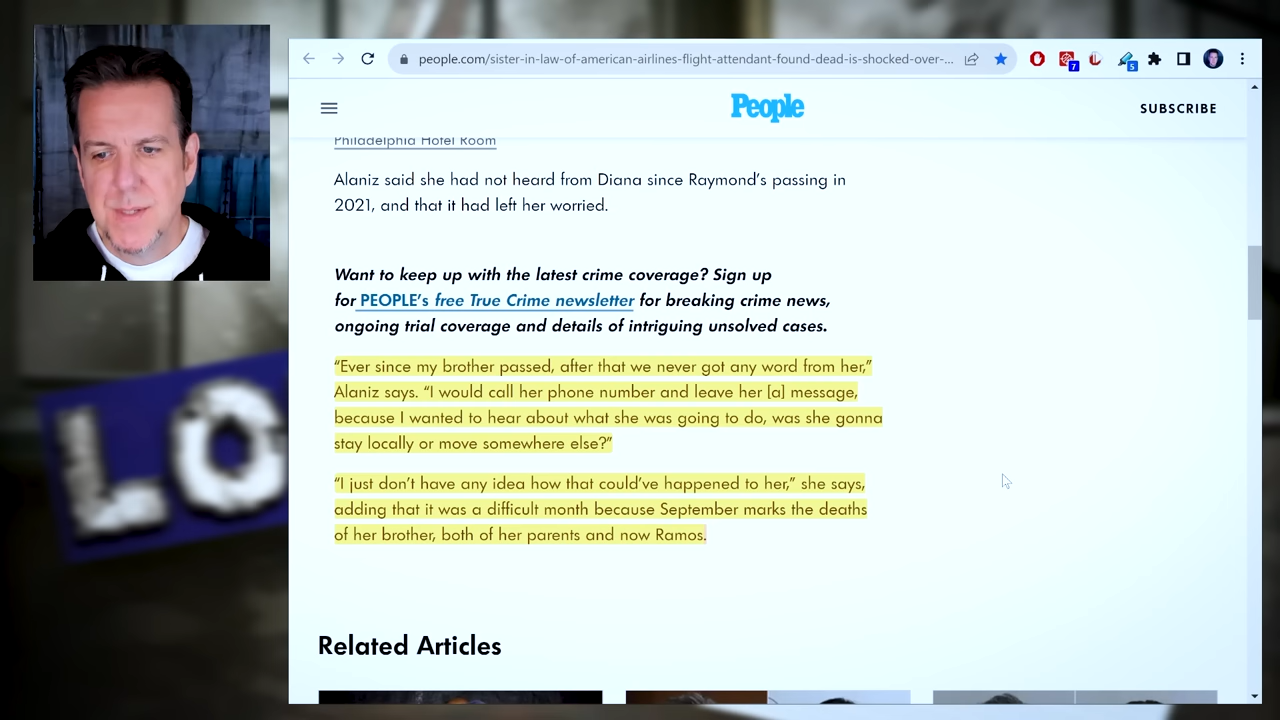 people.com/sister-in-law-of-american-airlines-flight-attendant-found-dead-is-shocked-over-...
7
5
People
SUBSCRIBE
Philadelphia Hotel Room
Alaniz said she had not heard from Diana since Raymond’s passing in
2021, and that it had left her worried.
Want to keep up with the latest crime coverage? Sign up
for PEOPLE’s free True Crime newsletter for breaking crime news,
ongoing trial coverage and details of intriguing unsolved cases.
“Ever since my brother passed, after that we never got any word from her,”
Alaniz says. “I would call her phone number and leave her [a] message,
because I wanted to hear about what she was going to do, was she gonna
stay locally or move somewhere else?”
“I just don’t have any idea how that could’ve happened to her,” she says,
adding that it was a difficult month because September marks the deaths
of her brother, both of her parents and now Ramos.
LO
Related Articles